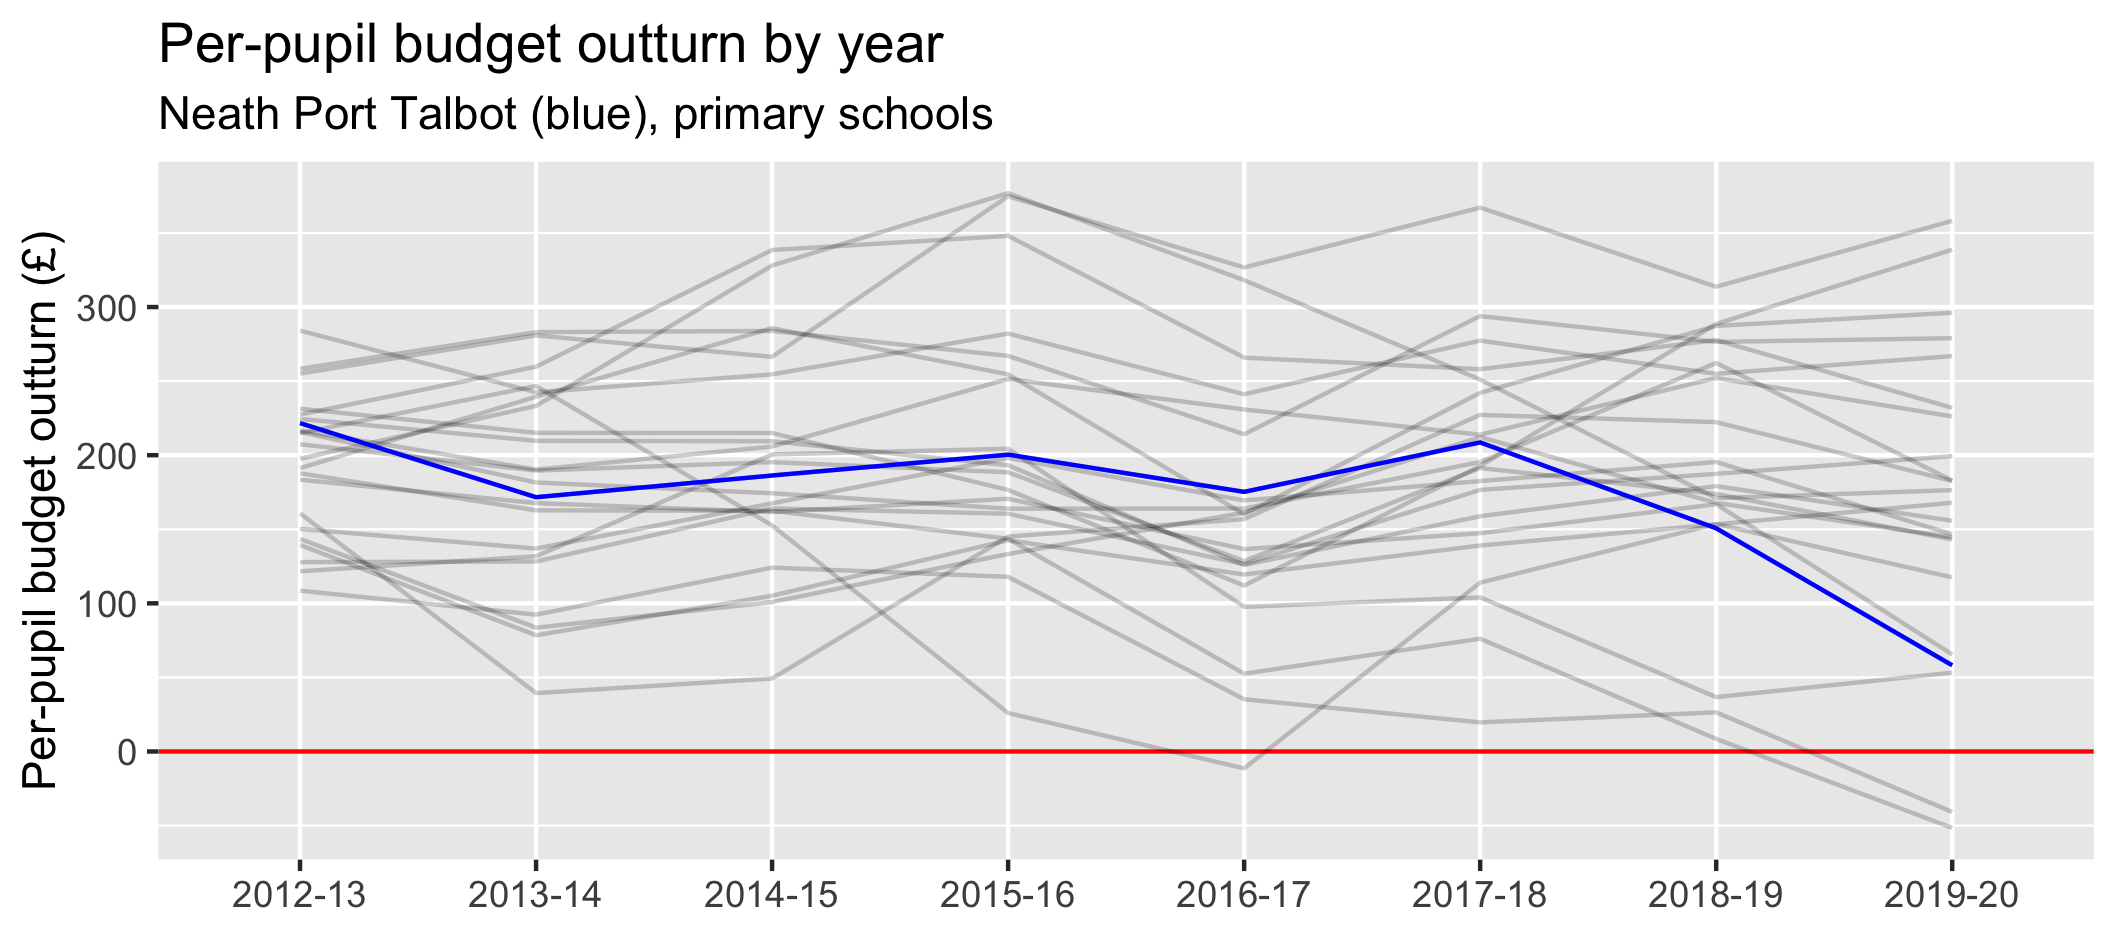 Per-pupil budget outturn by year
Neath Port Talbot (blue), primary schools
Per-pupil budget outturn (£)
300
200
100
0
2012-13 2013-14 2014-15 2015-16 2016-17 2017-18 2018-19 2019-20